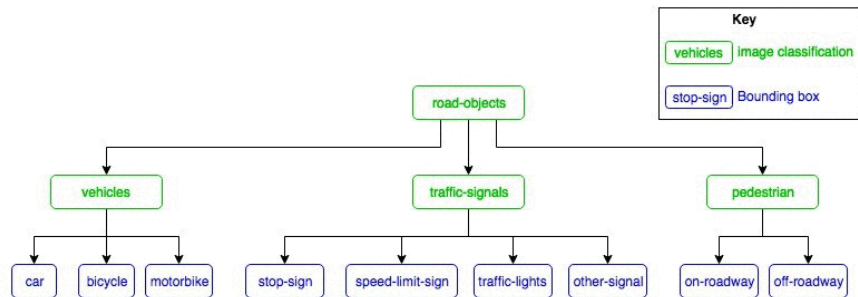 Key
vehicles image classification
stop-sign Bounding box
road-objects
vehicles traffic-signals pedestrian
car bicycle motorbike stop-sign speed-limit-sign traffic-lights other-signal on-roadway off-roadway